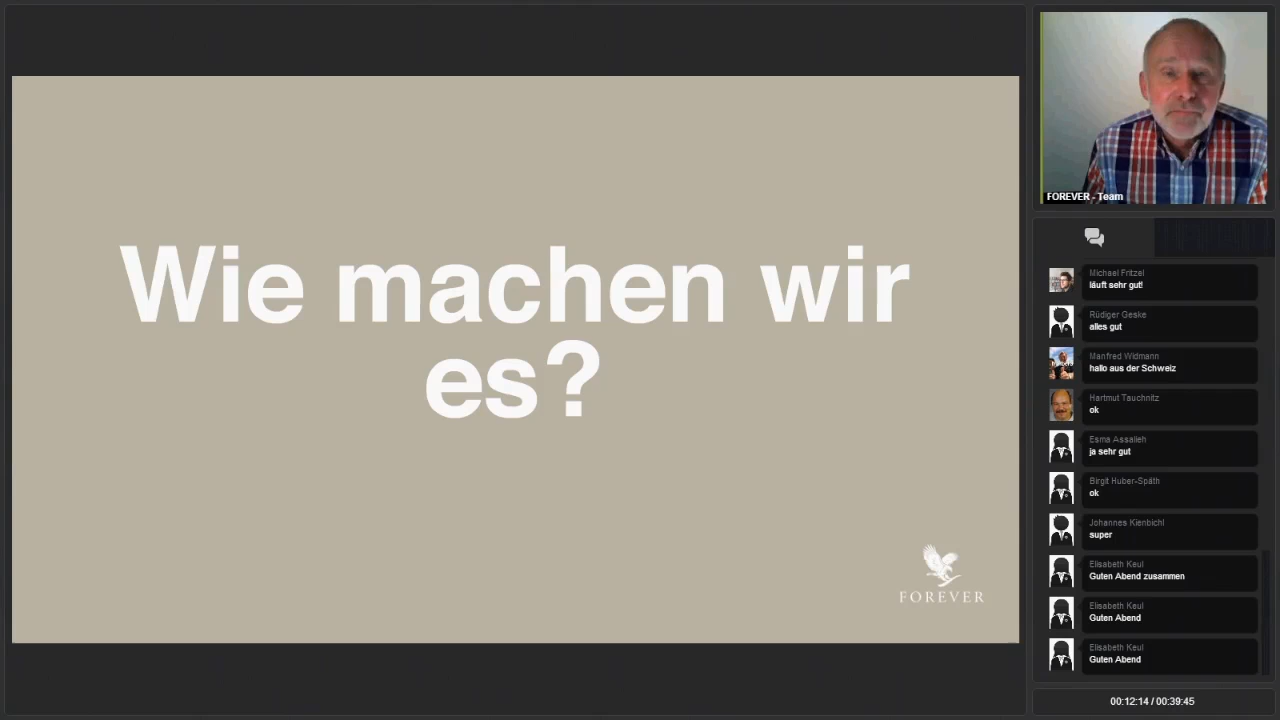 Wie machen wir
es?
FOREVER
FOREVER - Team
Michael Fritzel
läuft sehr gut!
Rüdiger Geske
alles gut
Manfred Widmann
hallo aus der Schweiz
Hartmut Tauchnitz
ok
Esma Assalieh
ja sehr gut
Birgit Huber-Späth
ok
Johannes Kienbichl
super
Elisabeth Keul
Guten Abend zusammen
Elisabeth Keul
Guten Abend
Elisabeth Keul
Guten Abend
00:12:14 / 00:39:45